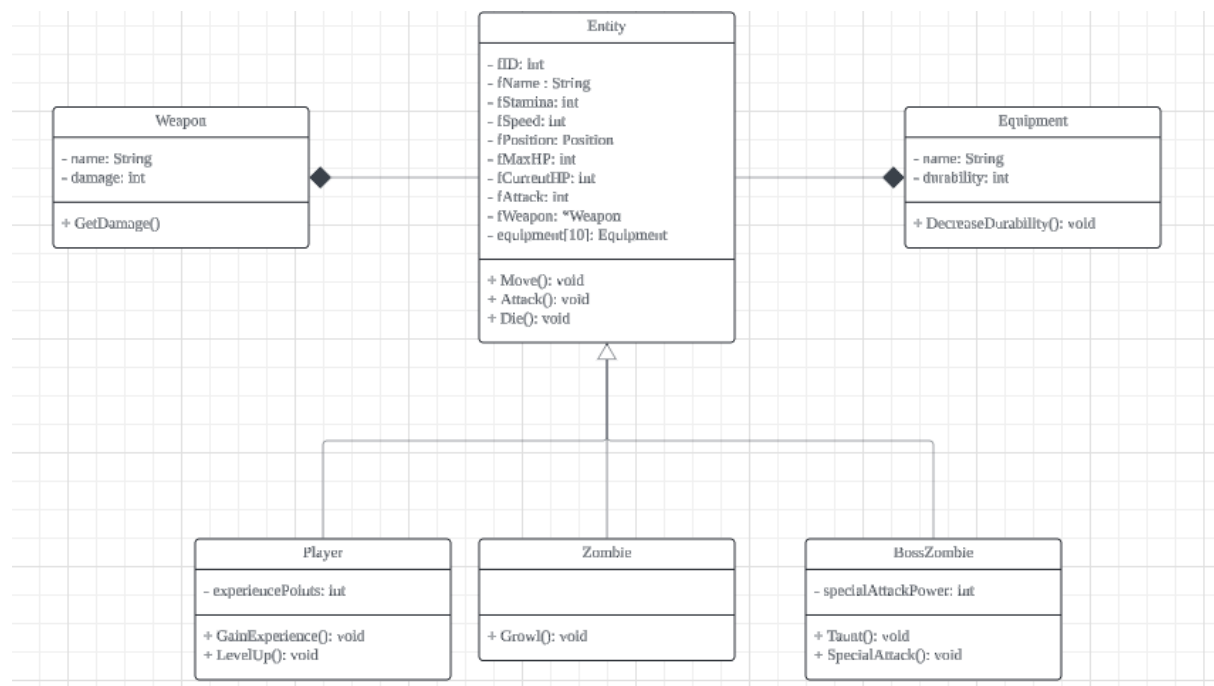 Entity
- fID: int
- fName : String
- fStamina: int
- fSpeed: int
- fPosition: Position
- fMaxHP: int
- fCurrentHP: int
- fAttack: int
- fWeapon: *Weapon
- equipment[10]: Equipment
+ Move(): void
+ Attack(): void
+ Die(): void
Weapon
- name: String
- damage: int
+ GetDamage()
Equipment
- name: String
- durability: int
+ DecreaseDurability(): void
Player
- experiencePoints: int
+ GainExperience(): void
+ LevelUp(): void
Zombie
+ Growl(): void
BossZombie
- specialAttackPower: int
+ Taunt(): void
+ SpecialAttack(): void